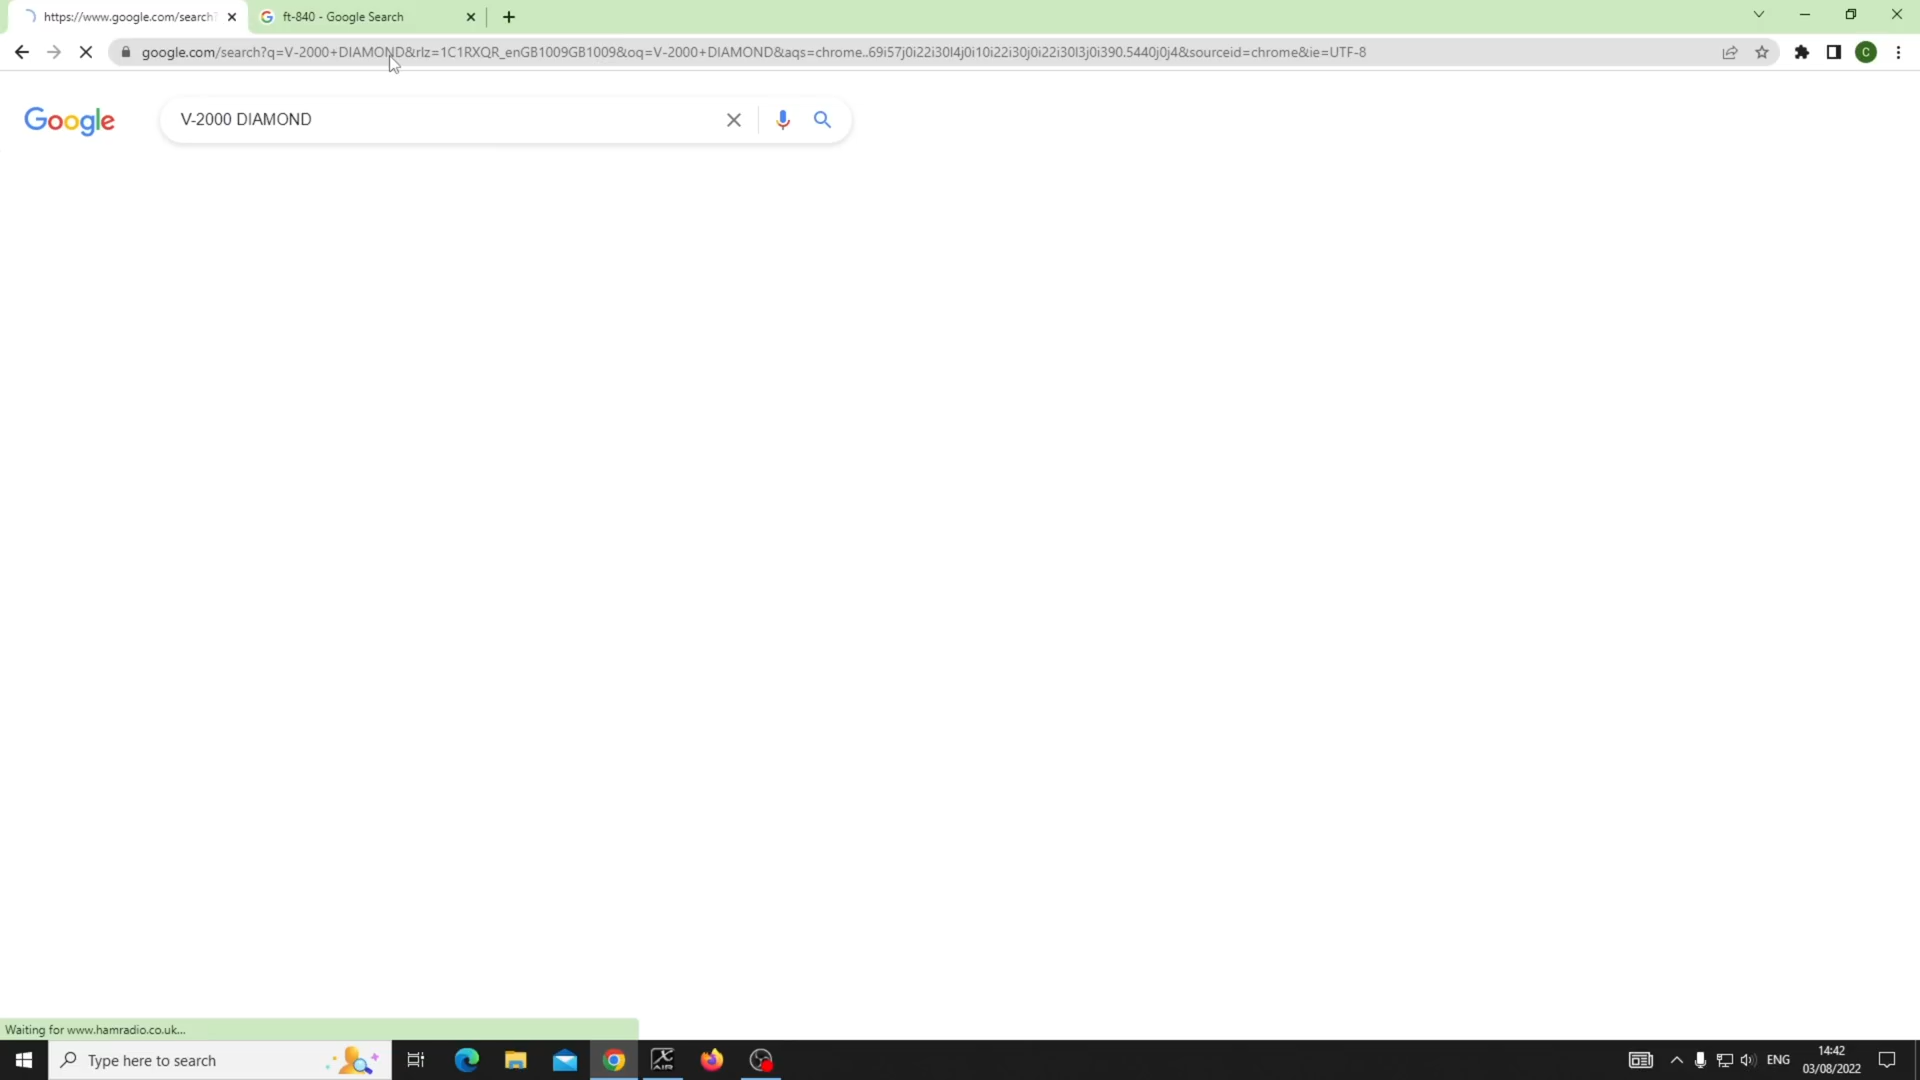 https://www.google.com/search?
ft-840 - Google Search
google.com/search?q=V-2000+DIAMOND&rlz=1C1RXQR_enGB1009GB1009&oq=V-2000+DIAMOND&aqs=chrome..69i57j0i22i30l4j0i10i22i30j0i22i30l3j0i390.5440j0j4&sourceid=chrome&ie=UTF-8
C
Google
V-2000 DIAMOND
Waiting for www.hamradio.co.uk...
Type here to search
X AIR
ENG
14:42
03/08/2022